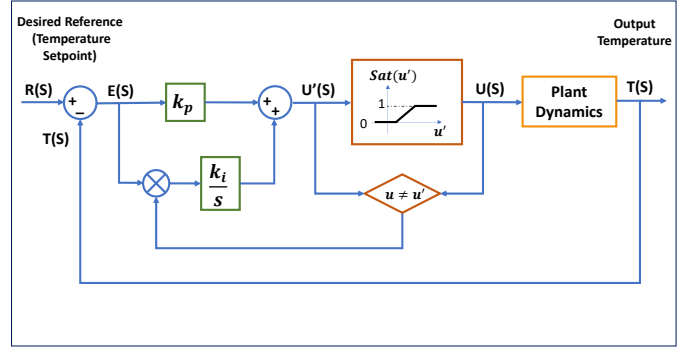 Desired Reference
(Temperature
Setpoint)
Output
Temperature
R(S)
+
−
E(S)
k_p
+
+
U'(S)
Sat(u')
1
0
u'
U(S)
Plant
Dynamics
T(S)
T(S)
k_i
s
u ≠ u'